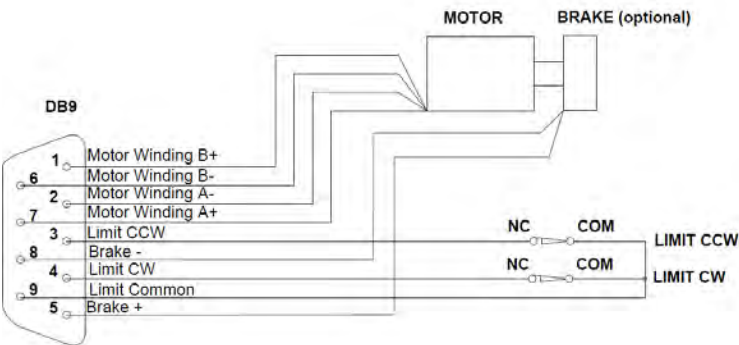 MOTOR BRAKE (optional)
DB9
1 Motor Winding B+
6 Motor Winding B-
2 Motor Winding A-
7 Motor Winding A+
3 Limit CCW NC COM LIMIT CCW
8 Brake -
4 Limit CW NC COM LIMIT CW
9 Limit Common
5 Brake +